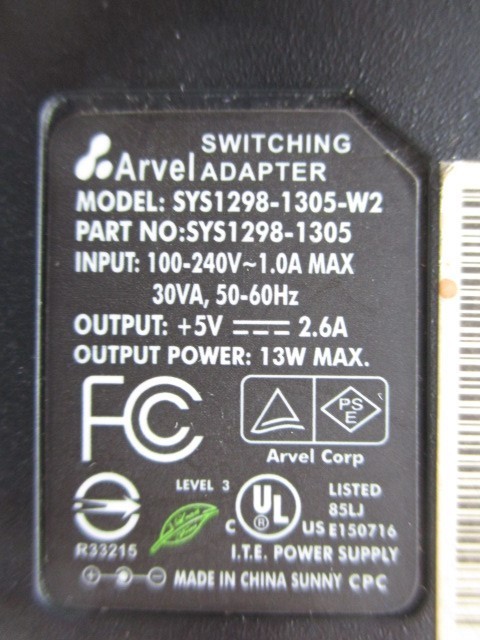 SWITCHING
Arvel ADAPTER
MODEL: SYS1298-1305-W2
PART NO:SYS1298-1305
INPUT: 100-240V~1.0A MAX
30VA, 50-60Hz
OUTPUT: +5V ⎓ 2.6A
OUTPUT POWER: 13W MAX.
FC
PS
E
Arvel Corp
LEVEL 3
R33215
C UL ® US
LISTED
85LJ
E150716
I.T.E. POWER SUPPLY
MADE IN CHINA SUNNY CPC